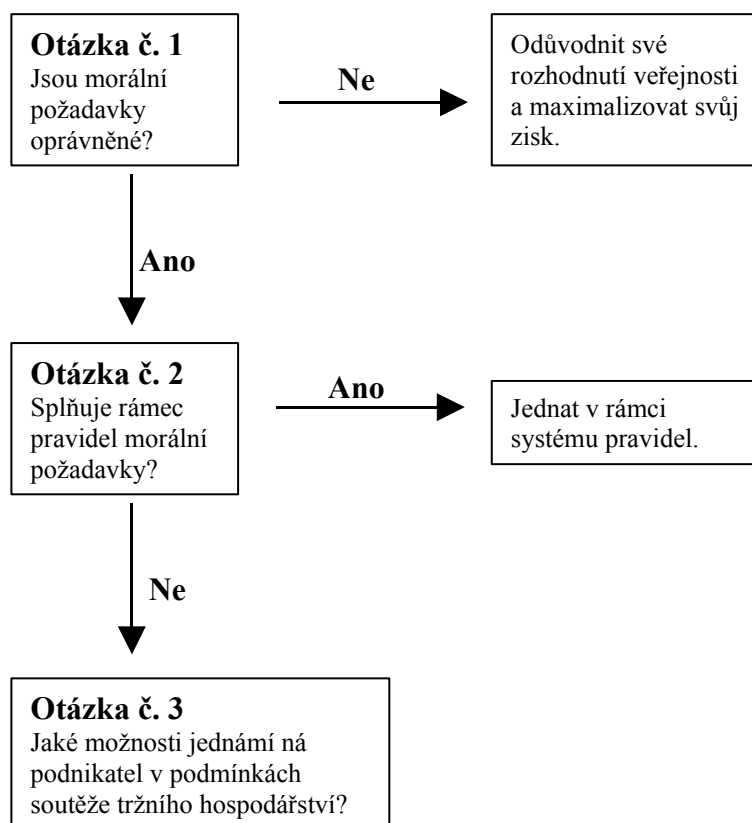 Otázka č. 1
Jsou morální
požadavky
oprávněné?
Ne
Odůvodnit své
rozhodnutí veřejnosti
a maximalizovat svůj
zisk.
Ano
Otázka č. 2
Splňuje rámec
pravidel morální
požadavky?
Ano
Jednat v rámci
systému pravidel.
Ne
Otázka č. 3
Jaké možnosti jednámí ná
podnikatel v podmínkách
soutěže tržního hospodářství?